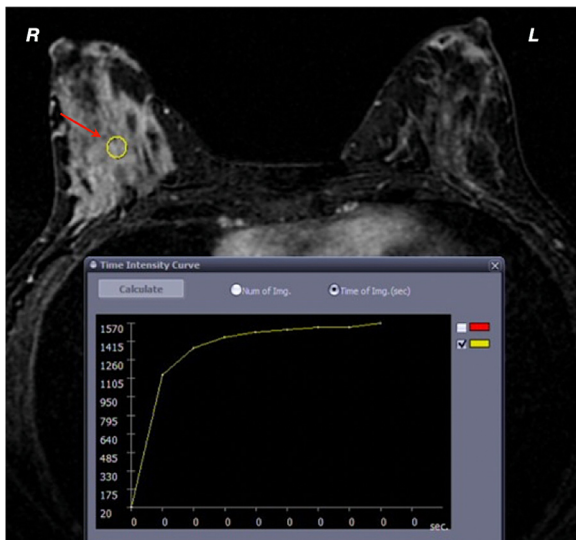 R L
Time Intensity Curve
Calculate Num of Img. Time of Img.(sec)
1570
1415
1260
1105
950
795
640
485
330
175
20
0 0 0 0 0 0 0 0 0 0 sec.